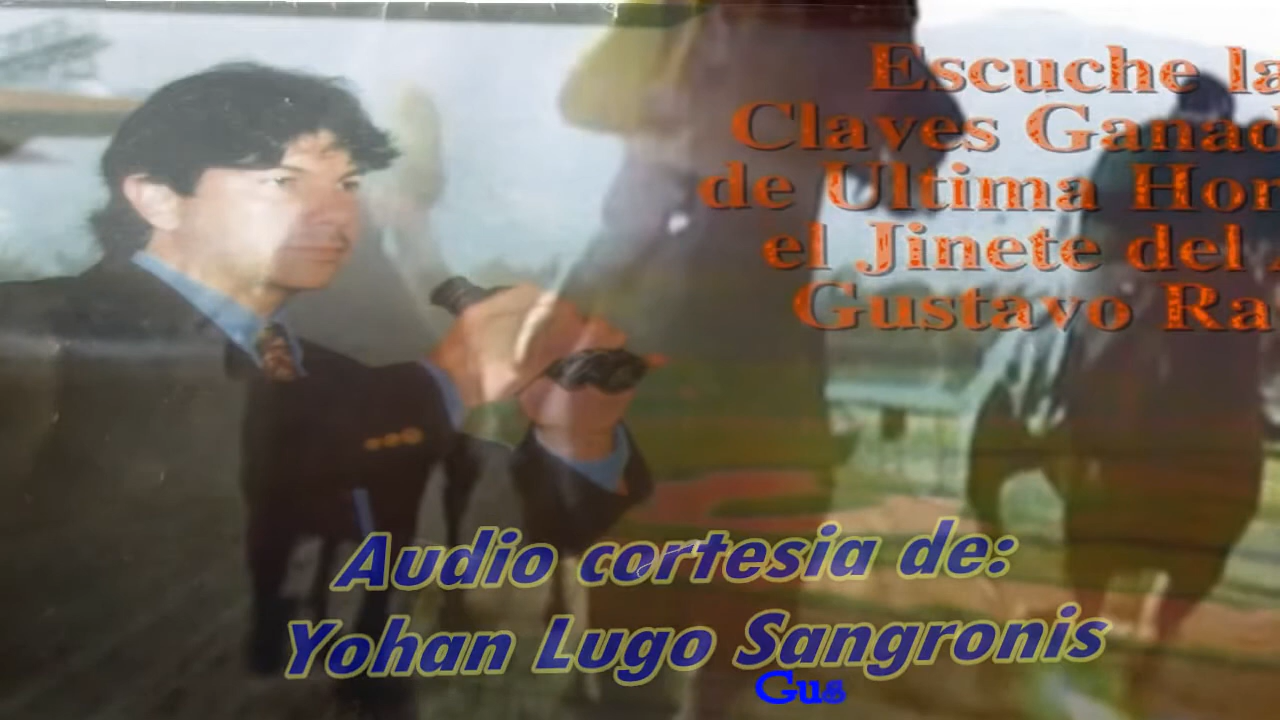 Escuche la
Claves Ganad
de Ultima Hor
el Jinete del
Gustavo Ra
Audio cortesia de:
Yohan Lugo Sangronis
Gus